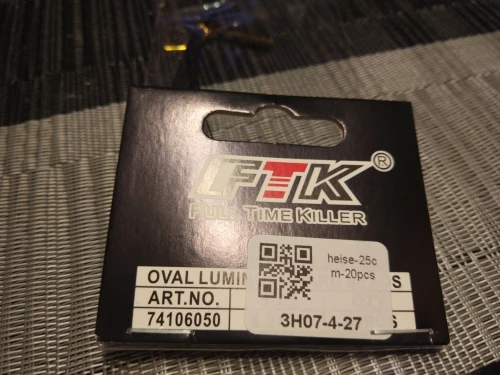 FTK®
FULL TIME KILLER
heise-25c
m-20pcs
3H07-4-27
OVAL LUMIN S
ART.NO.
74106050 S